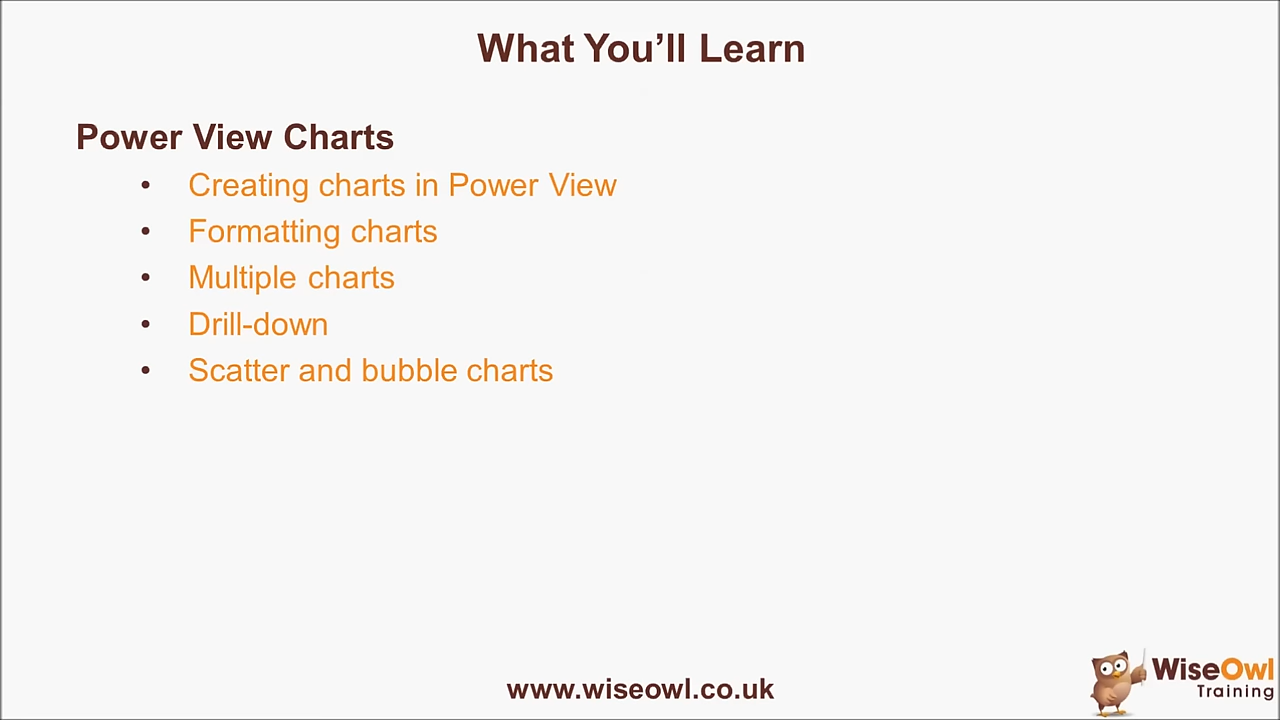 What You’ll Learn
Power View Charts
• Creating charts in Power View
• Formatting charts
• Multiple charts
• Drill-down
• Scatter and bubble charts
www.wiseowl.co.uk
WiseOwl
Training